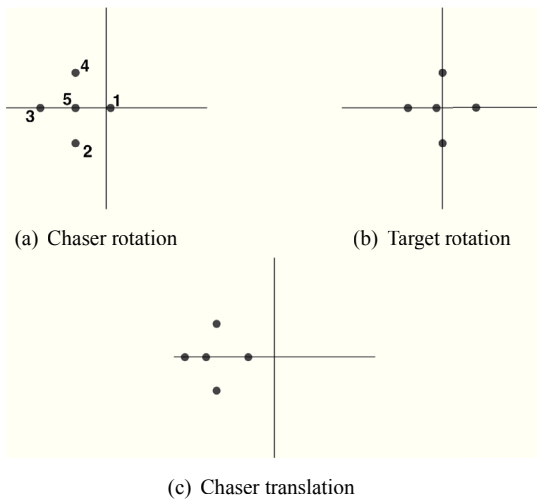 4
5 1
3
2
(a) Chaser rotation
(b) Target rotation
(c) Chaser translation